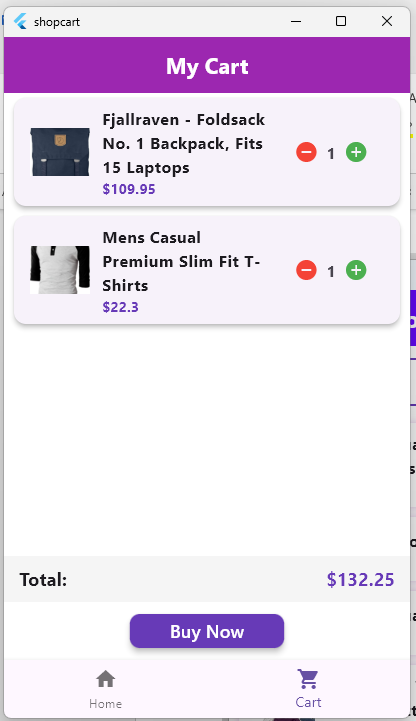 shopcart
My Cart
Fjallraven - Foldsack
No. 1 Backpack, Fits
15 Laptops
$109.95
1
Mens Casual
Premium Slim Fit T-
Shirts
$22.3
1
Total:
$132.25
Buy Now
Home
Cart